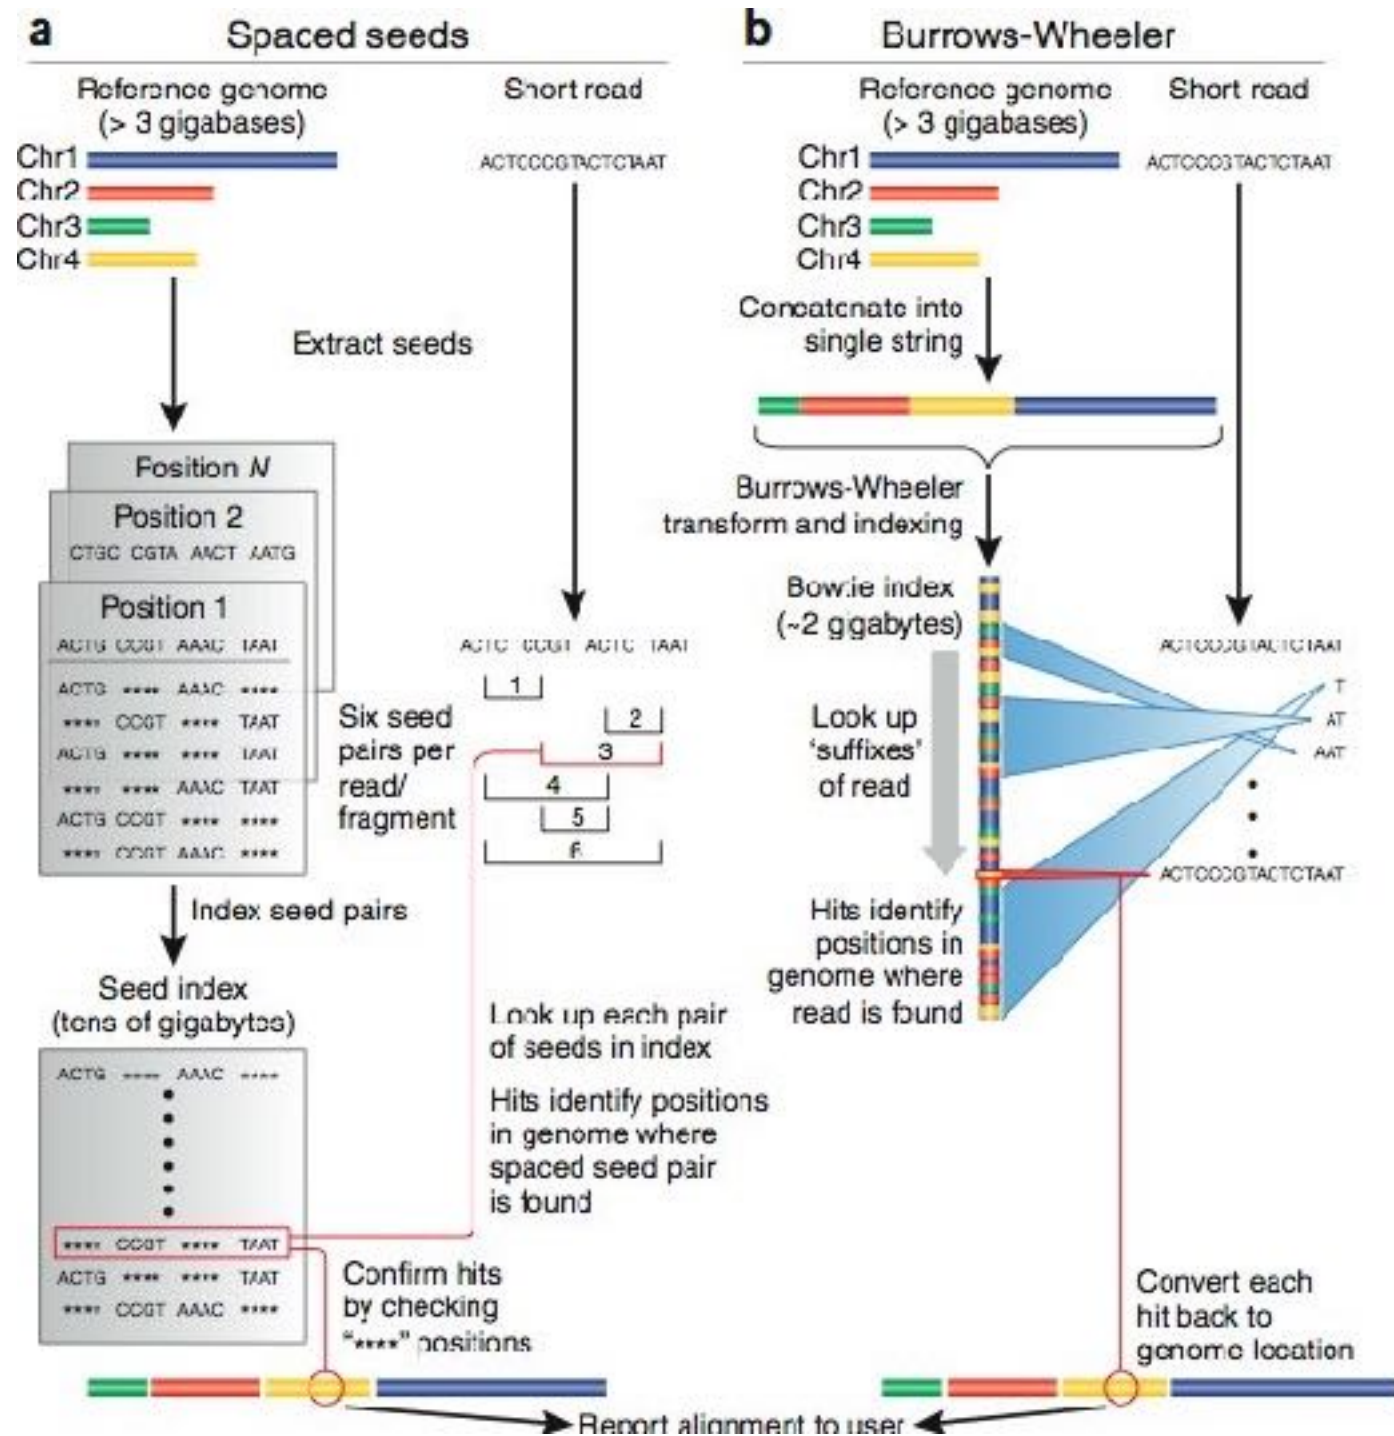 a Spaced seeds
Reference genome
(> 3 gigabases)
Short read
Chr1
Chr2
Chr3
Chr4
ACTCCCGTACTCTAAT
Extract seeds
Position N
Position 2
CTGC CGTA AACT AATG
Position 1
ACTG CCGT AAAC TAAT
ACTG **** AAAC ****
**** CCGT **** TAAT
ACTG **** **** TAAT
**** **** AAAC TAAT
ACTG CCGT **** ****
**** CCGT AAAC ****
ACTC CCGT ACTC TAAT
1
2
3
4
5
6
Six seed
pairs per
read/
fragment
Index seed pairs
Seed index
(tens of gigabytes)
ACTG **** AAAC ****
**** CCGT **** TAAT
ACTG **** **** TAAT
**** CCGT AAAC ****
Look up each pair
of seeds in index
Hits identify positions
in genome where
spaced seed pair
is found
Confirm hits
by checking
"****" positions
b Burrows-Wheeler
Reference genome
(> 3 gigabases)
Short read
Chr1
Chr2
Chr3
Chr4
ACTCCCGTACTCTAAT
Concatenate into
single string
Burrows-Wheeler
transform and indexing
Bowtie index
(~2 gigabytes)
ACTCCCGTACTCTAAT
T
AT
AAT
Look up
'suffixes'
of read
ACTCCCGTACTCTAAT
Hits identify
positions in
genome where
read is found
Convert each
hit back to
genome location
Report alignment to user